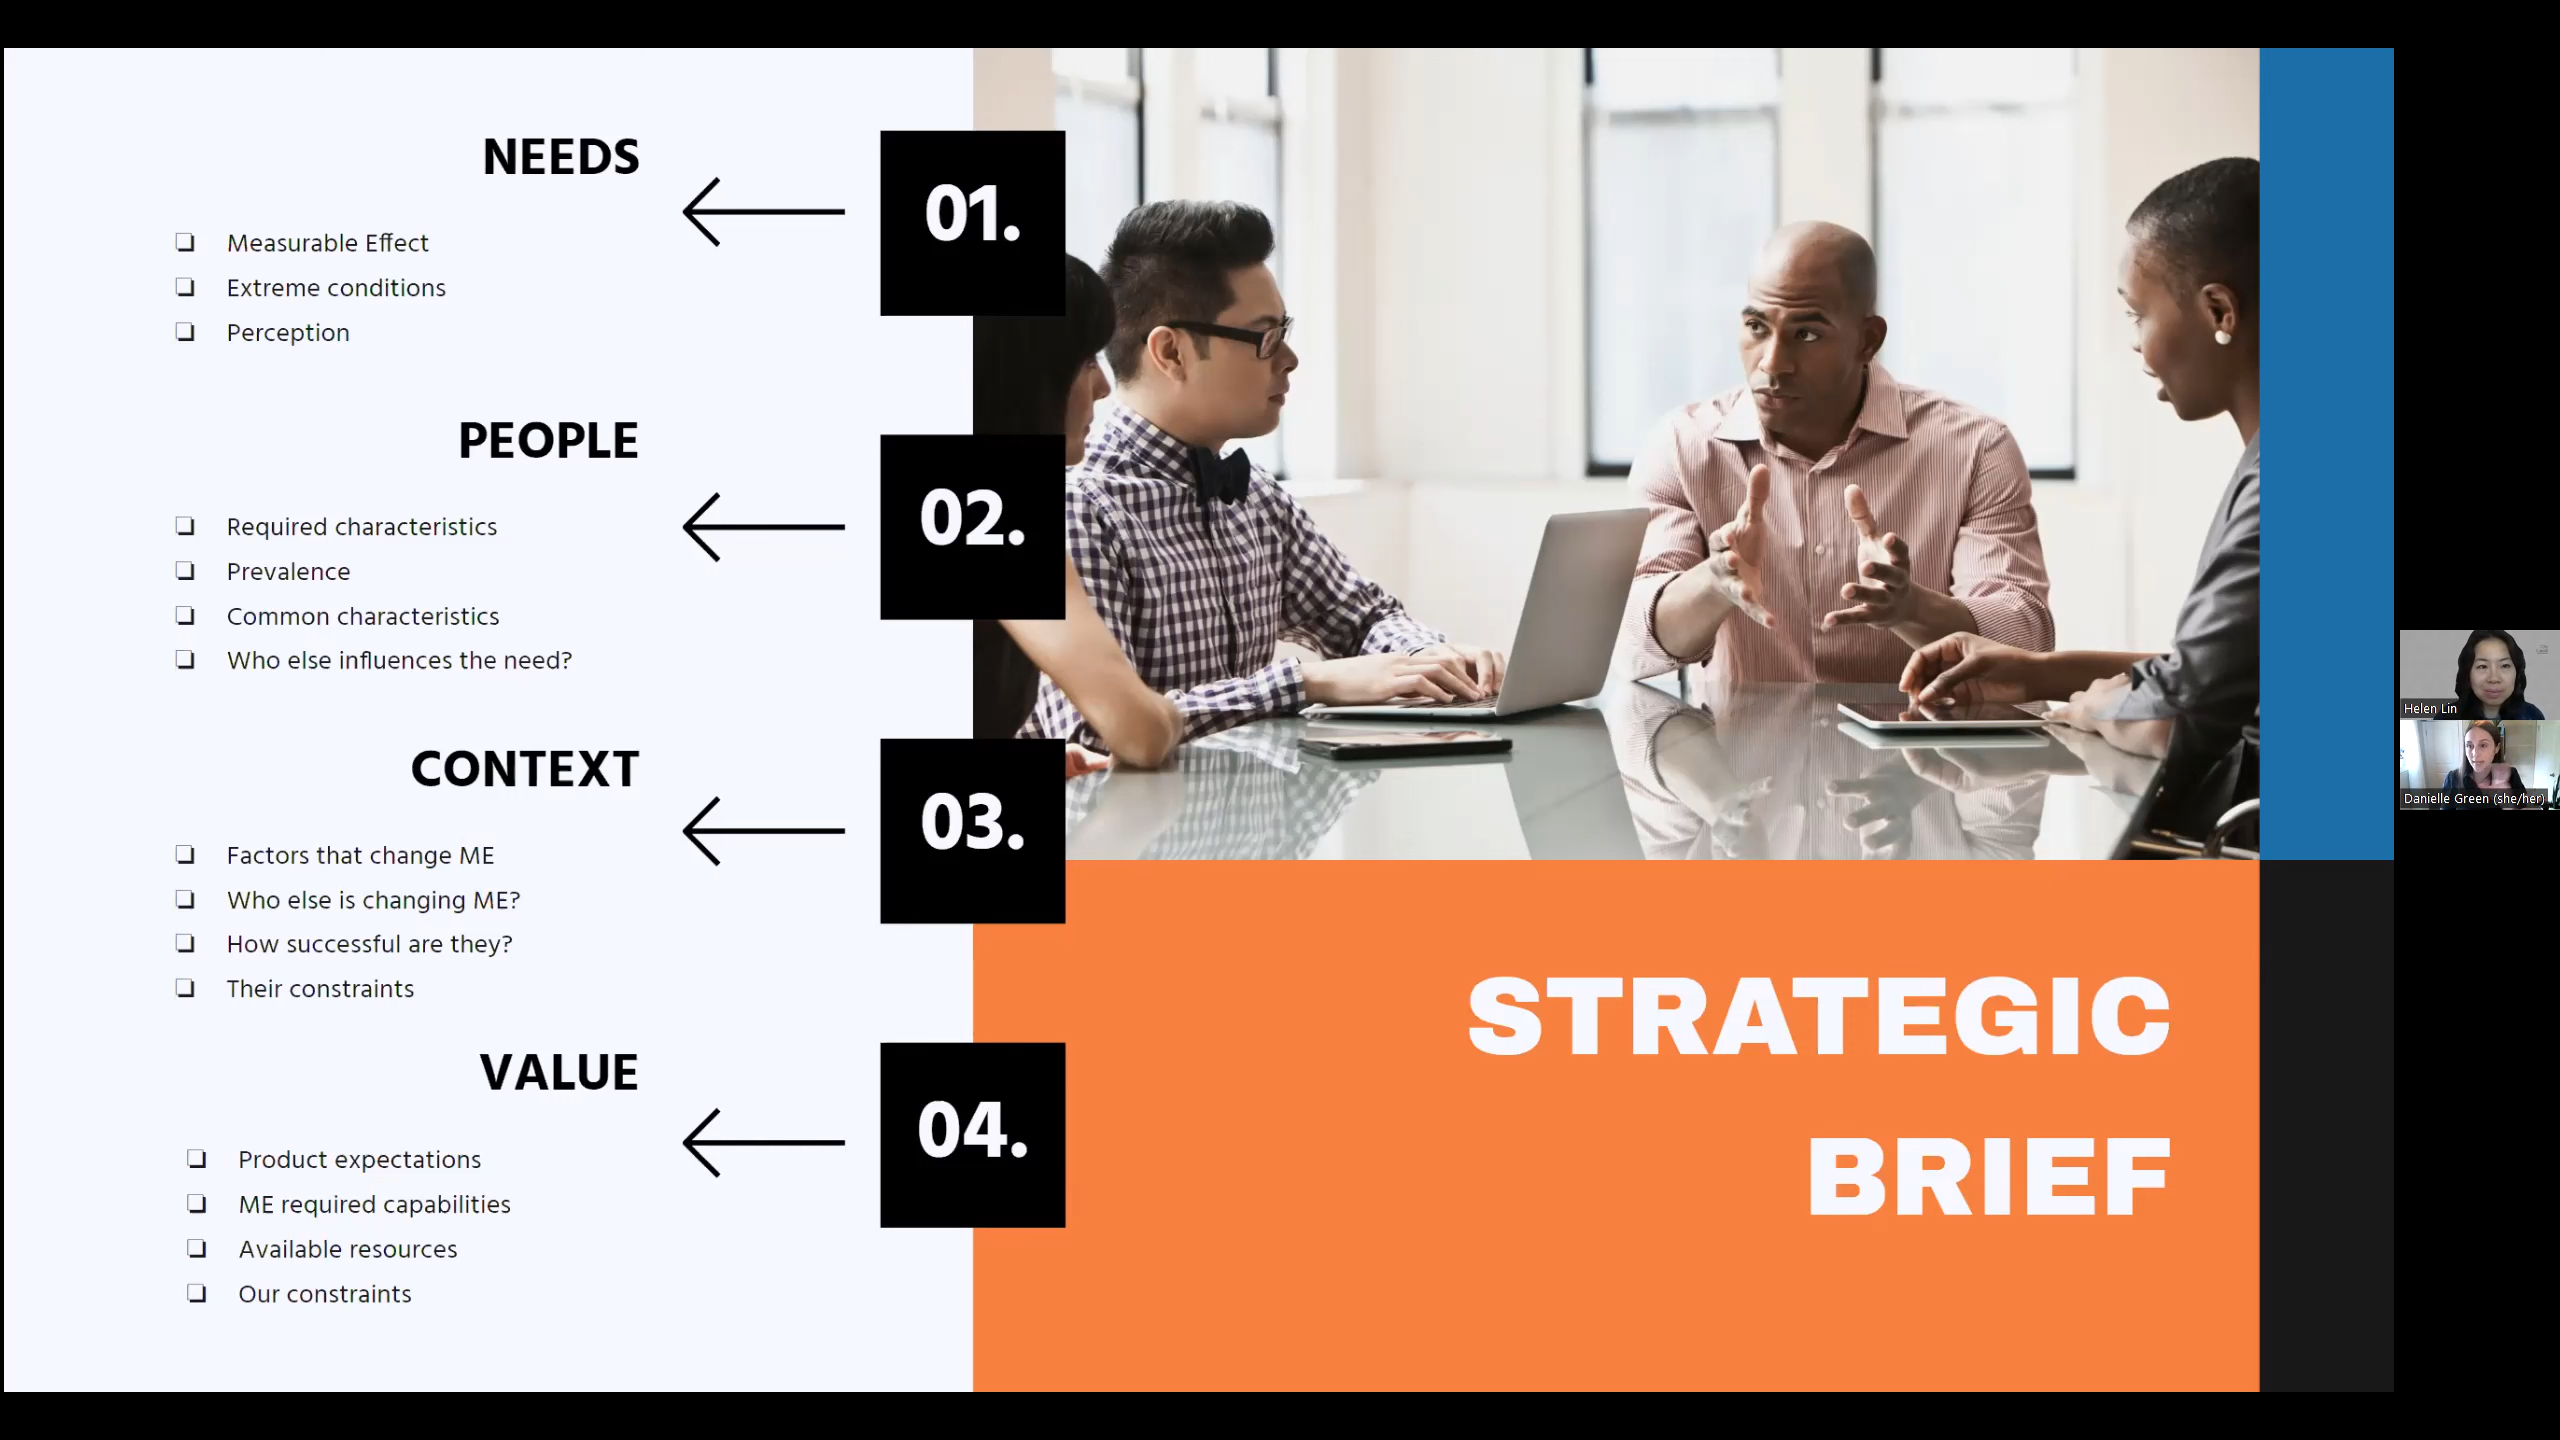 NEEDS
01.
Measurable Effect
Extreme conditions
Perception
PEOPLE
02.
Required characteristics
Prevalence
Common characteristics
Who else influences the need?
CONTEXT
03.
Factors that change ME
Who else is changing ME?
How successful are they?
Their constraints
VALUE
04.
Product expectations
ME required capabilities
Available resources
Our constraints
STRATEGIC
BRIEF
Helen Lin
Danielle Green (she/her)